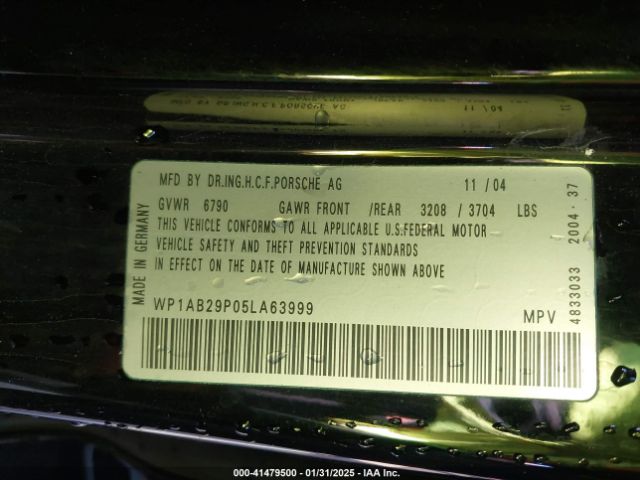 11 / 04
MFD BY DR.ING.H.C.F.PORSCHE AG 11 / 04
GVWR 6790 GAWR FRONT /REAR 3208 / 3704 LBS
THIS VEHICLE CONFORMS TO ALL APPLICABLE U.S.FEDERAL MOTOR
VEHICLE SAFETY AND THEFT PREVENTION STANDARDS
IN EFFECT ON THE DATE OF MANUFACTURE SHOWN ABOVE
WP1AB29P05LA63999
MPV
MADE IN GERMANY
4833033 2004 - 37
000-41479500 - 01/31/2025 - IAA Inc.